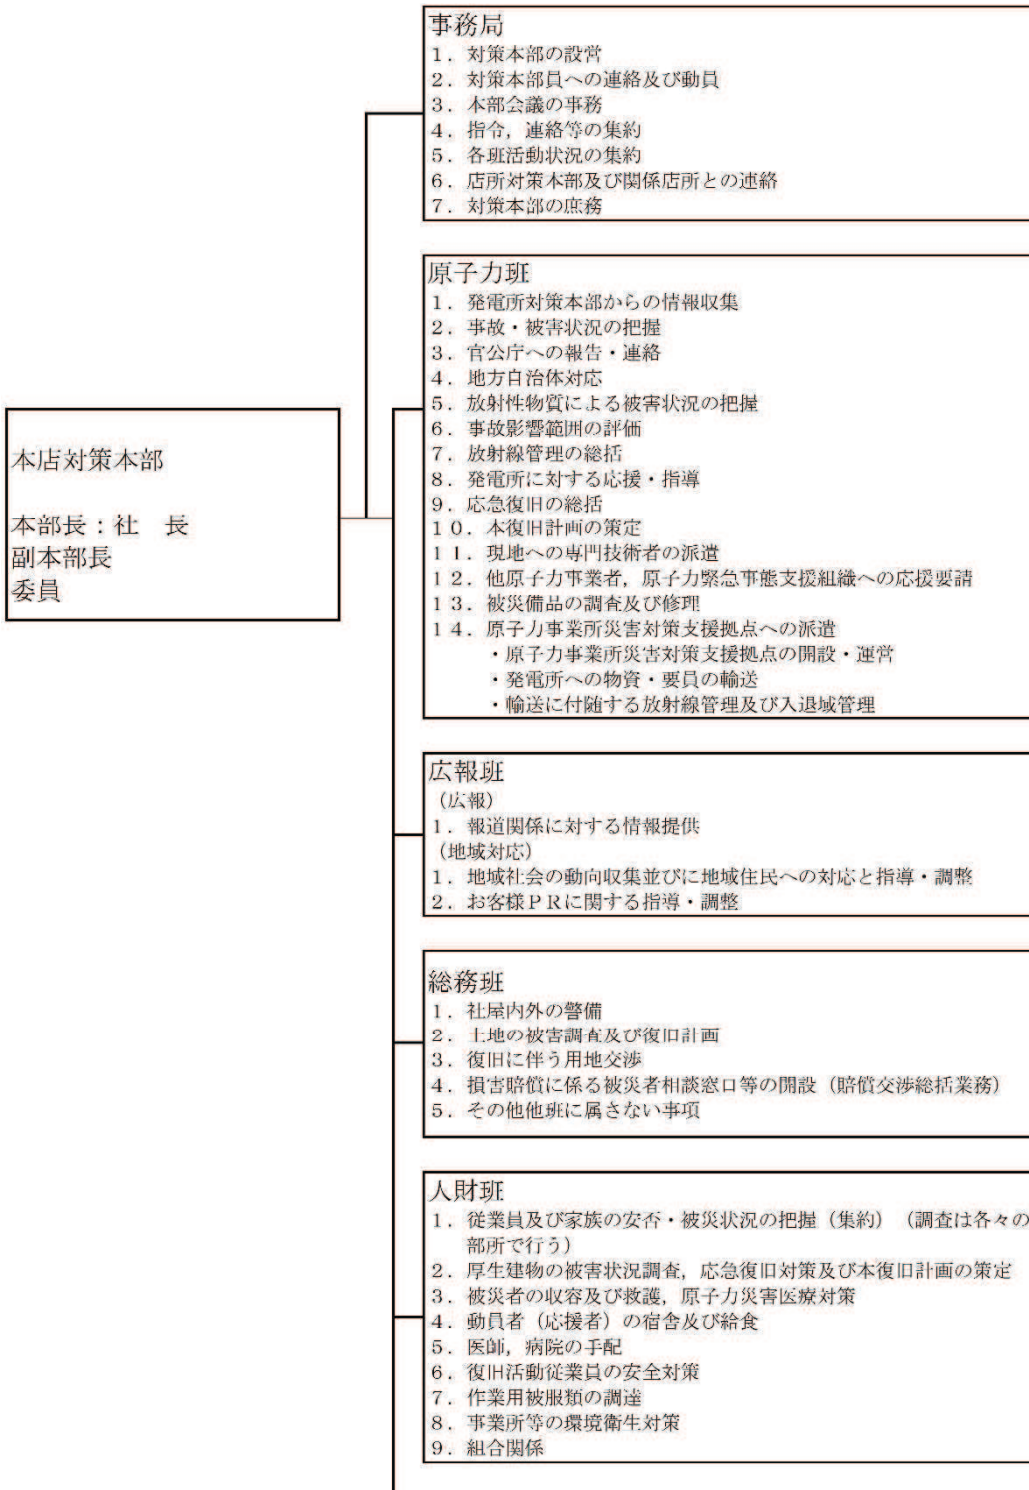 事務局
１．対策本部の設営
２．対策本部員への連絡及び動員
３．本部会議の事務
４．指令，連絡等の集約
５．各班活動状況の集約
６．店所対策本部及び関係店所との連絡
７．対策本部の庶務
原子力班
１．発電所対策本部からの情報収集
２．事故・被害状況の把握
３．官公庁への報告・連絡
４．地方自治体対応
５．放射性物質による被害状況の把握
６．事故影響範囲の評価
７．放射線管理の総括
８．発電所に対する応援・指導
９．応急復旧の総括
１０．本復旧計画の策定
１１．現地への専門技術者の派遣
１２．他原子力事業者，原子力緊急事態支援組織への応援要請
１３．被災備品の調査及び修理
１４．原子力事業所災害対策支援拠点への派遣
・原子力事業所災害対策支援拠点の開設・運営
・発電所への物資・要員の輸送
・輸送に付随する放射線管理及び入退域管理
本店対策本部
本部長：社　長
副本部長
委員
広報班
（広報）
１．報道関係に対する情報提供
（地域対応）
１．地域社会の動向収集並びに地域住民への対応と指導・調整
２．お客様ＰＲに関する指導・調整
総務班
１．社屋内外の警備
２．土地の被害調査及び復旧計画
３．復旧に伴う用地交渉
４．損害賠償に係る被災者相談窓口等の開設（賠償交渉総括業務）
５．その他他班に属さない事項
人財班
１．従業員及び家族の安否・被災状況の把握（集約）（調査は各々の
部所で行う）
２．厚生建物の被害状況調査，応急復旧対策及び本復旧計画の策定
３．被災者の収容及び救護，原子力災害医療対策
４．動員者（応援者）の宿舎及び給食
５．医師，病院の手配
６．復旧活動従業員の安全対策
７．作業用被服類の調達
８．事業所等の環境衛生対策
９．組合関係